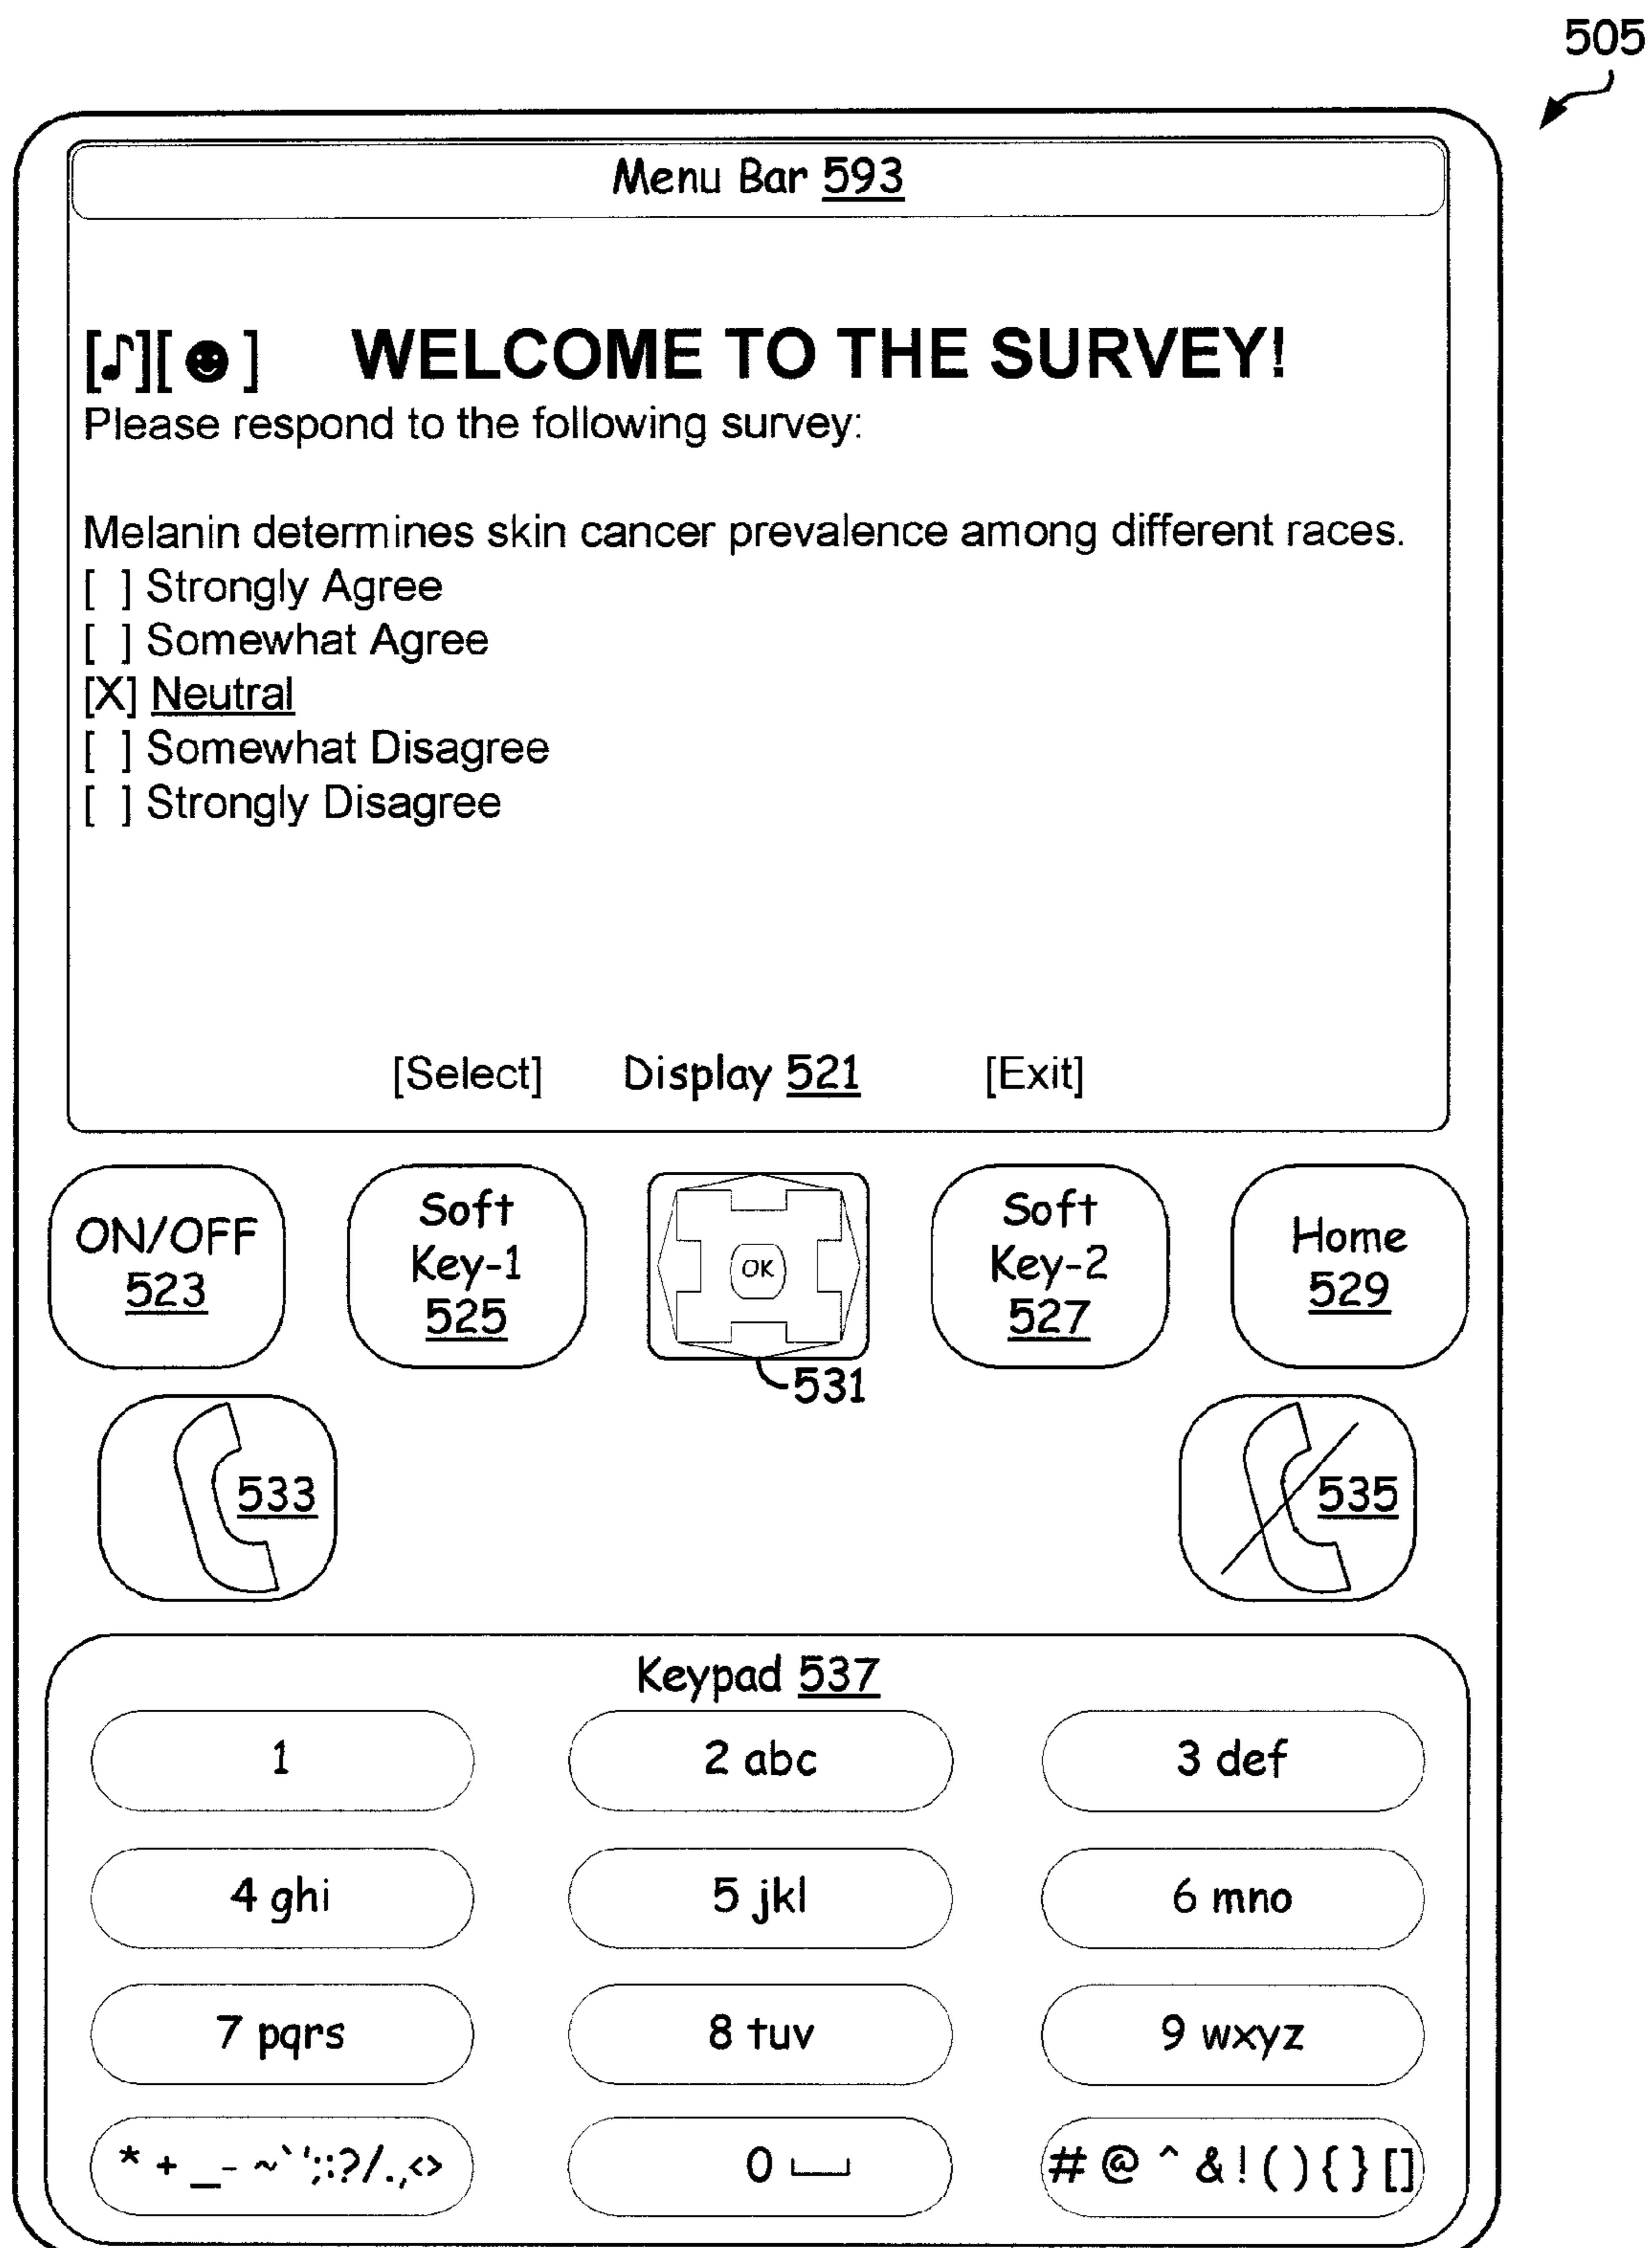 505
Menu Bar 593
[♪][☻] WELCOME TO THE SURVEY!
Please respond to the following survey:
Melanin determines skin cancer prevalence among different races.
[ ] Strongly Agree
[ ] Somewhat Agree
[X] Neutral
[ ] Somewhat Disagree
[ ] Strongly Disagree
[Select] Display 521 [Exit]
ON/OFF
523
Soft
Key-1
525
OK
531
Soft
Key-2
527
Home
529
533
535
Keypad 537
1
2 abc
3 def
4 ghi
5 jkl
6 mno
7 pqrs
8 tuv
9 wxyz
* + _- ~`';:?/.,<>
0 ⎵
# @ ^ & ! ( ) { } []